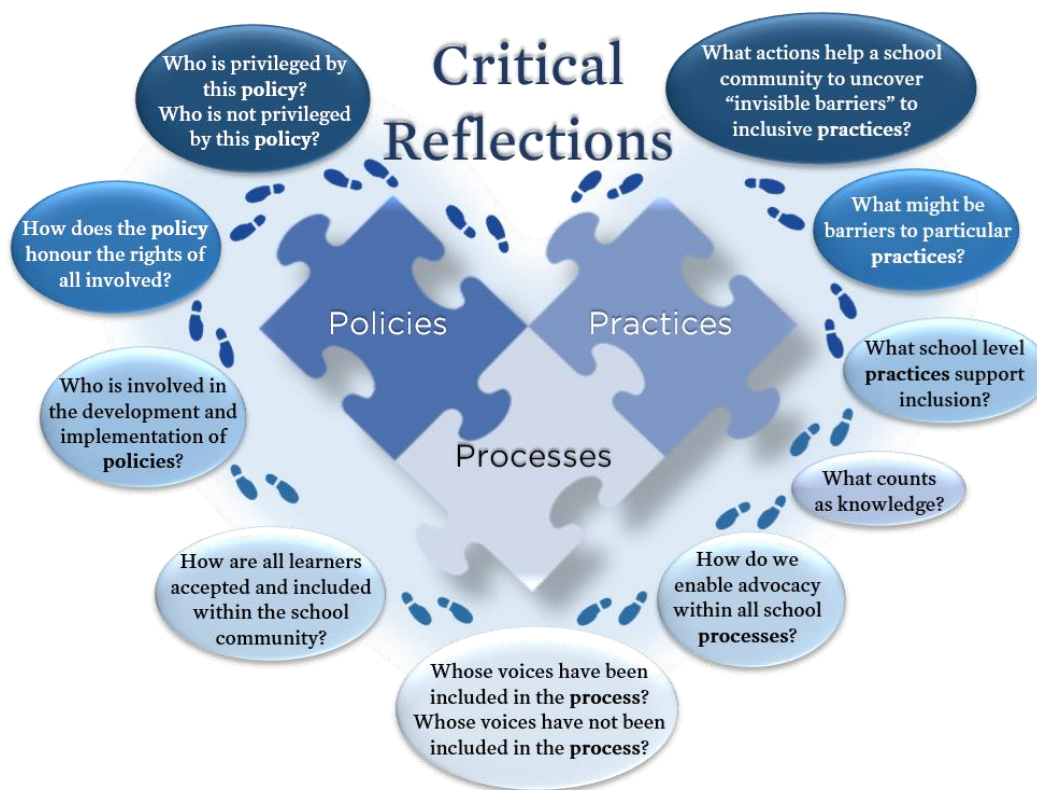 Critical
Reflections
Who is privileged by
this policy?
Who is not privileged
by this policy?
What actions help a school
community to uncover
“invisible barriers” to
inclusive practices?
How does the policy
honour the rights of
all involved?
What might be
barriers to particular
practices?
Policies
Practices
Processes
Who is involved in
the development and
implementation of
policies?
What school level
practices support
inclusion?
What counts
as knowledge?
How are all learners
accepted and included
within the school
community?
How do we
enable advocacy
within all school
processes?
Whose voices have been
included in the process?
Whose voices have not been
included in the process?